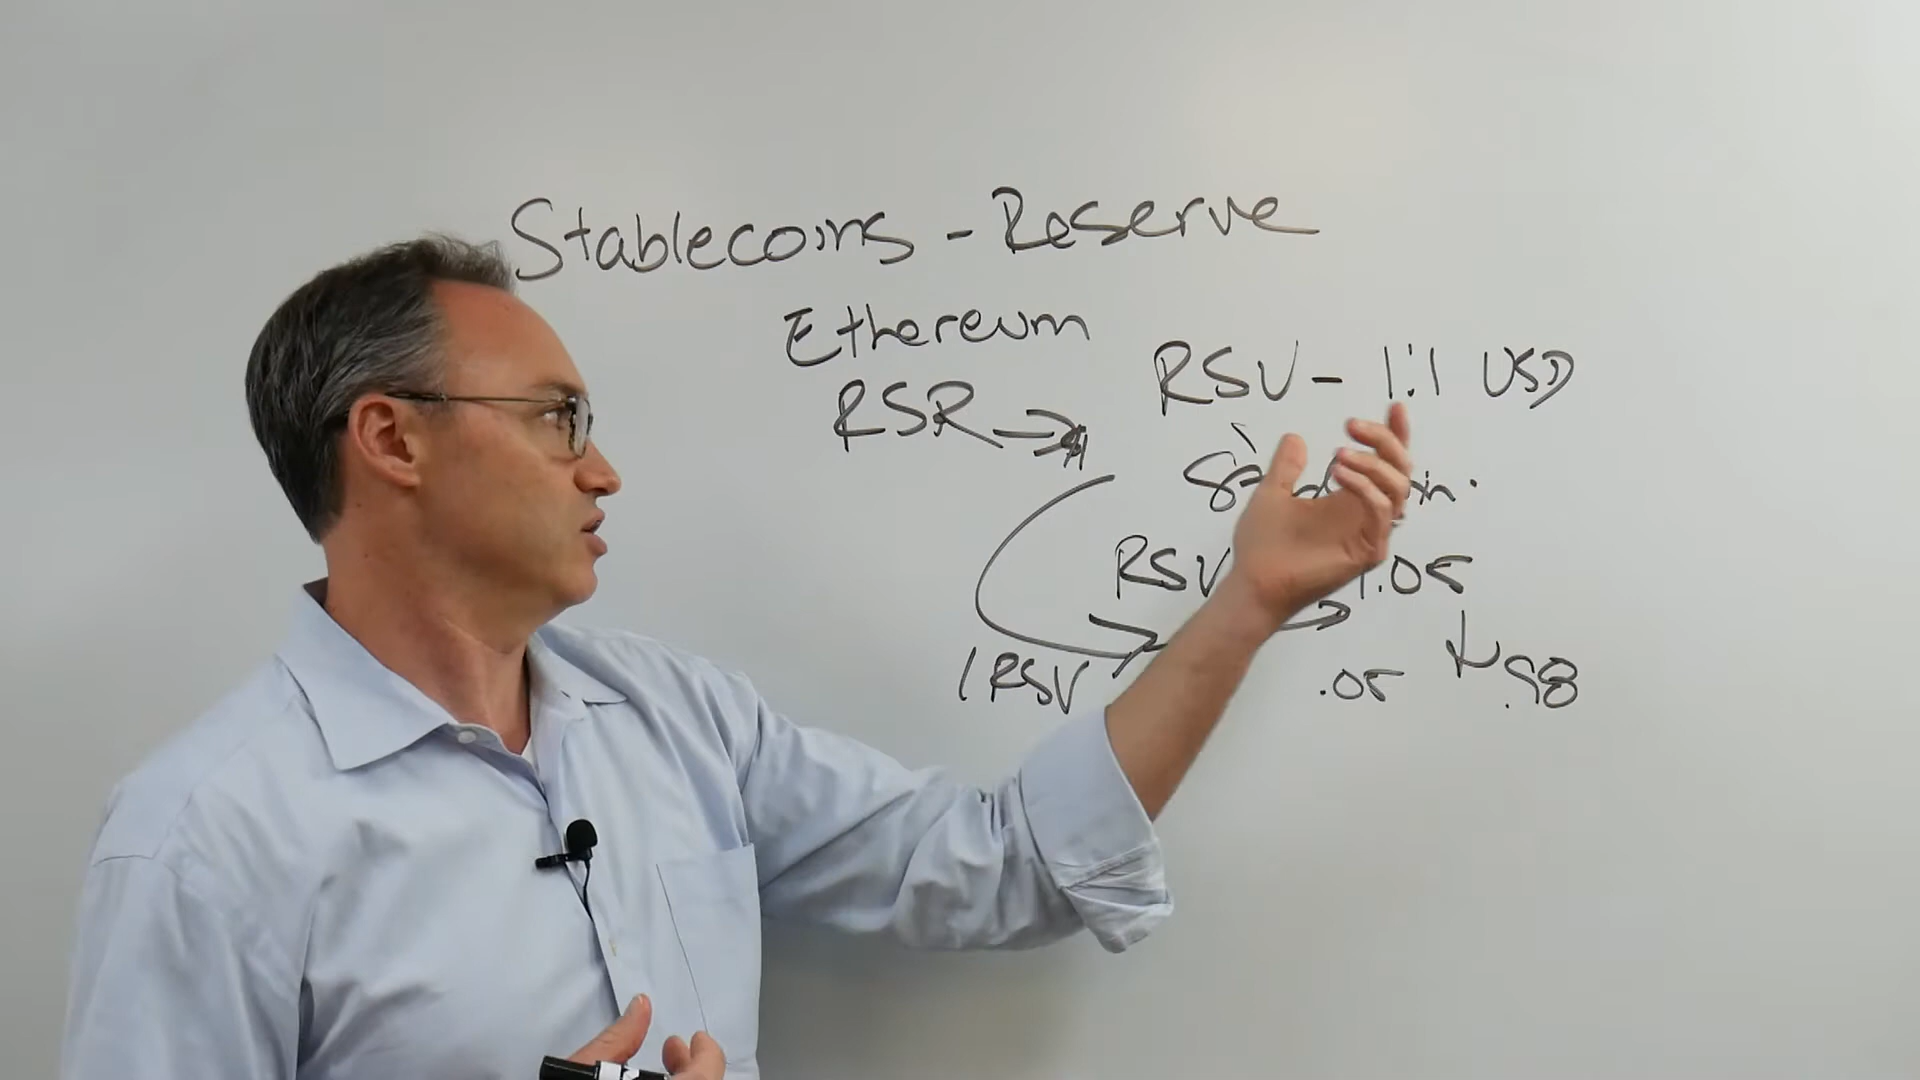 Stablecoins - Reserve
Ethereum
RSR
RSV - 1:1 USD
RSV 1.05
1 RSV .05 .98